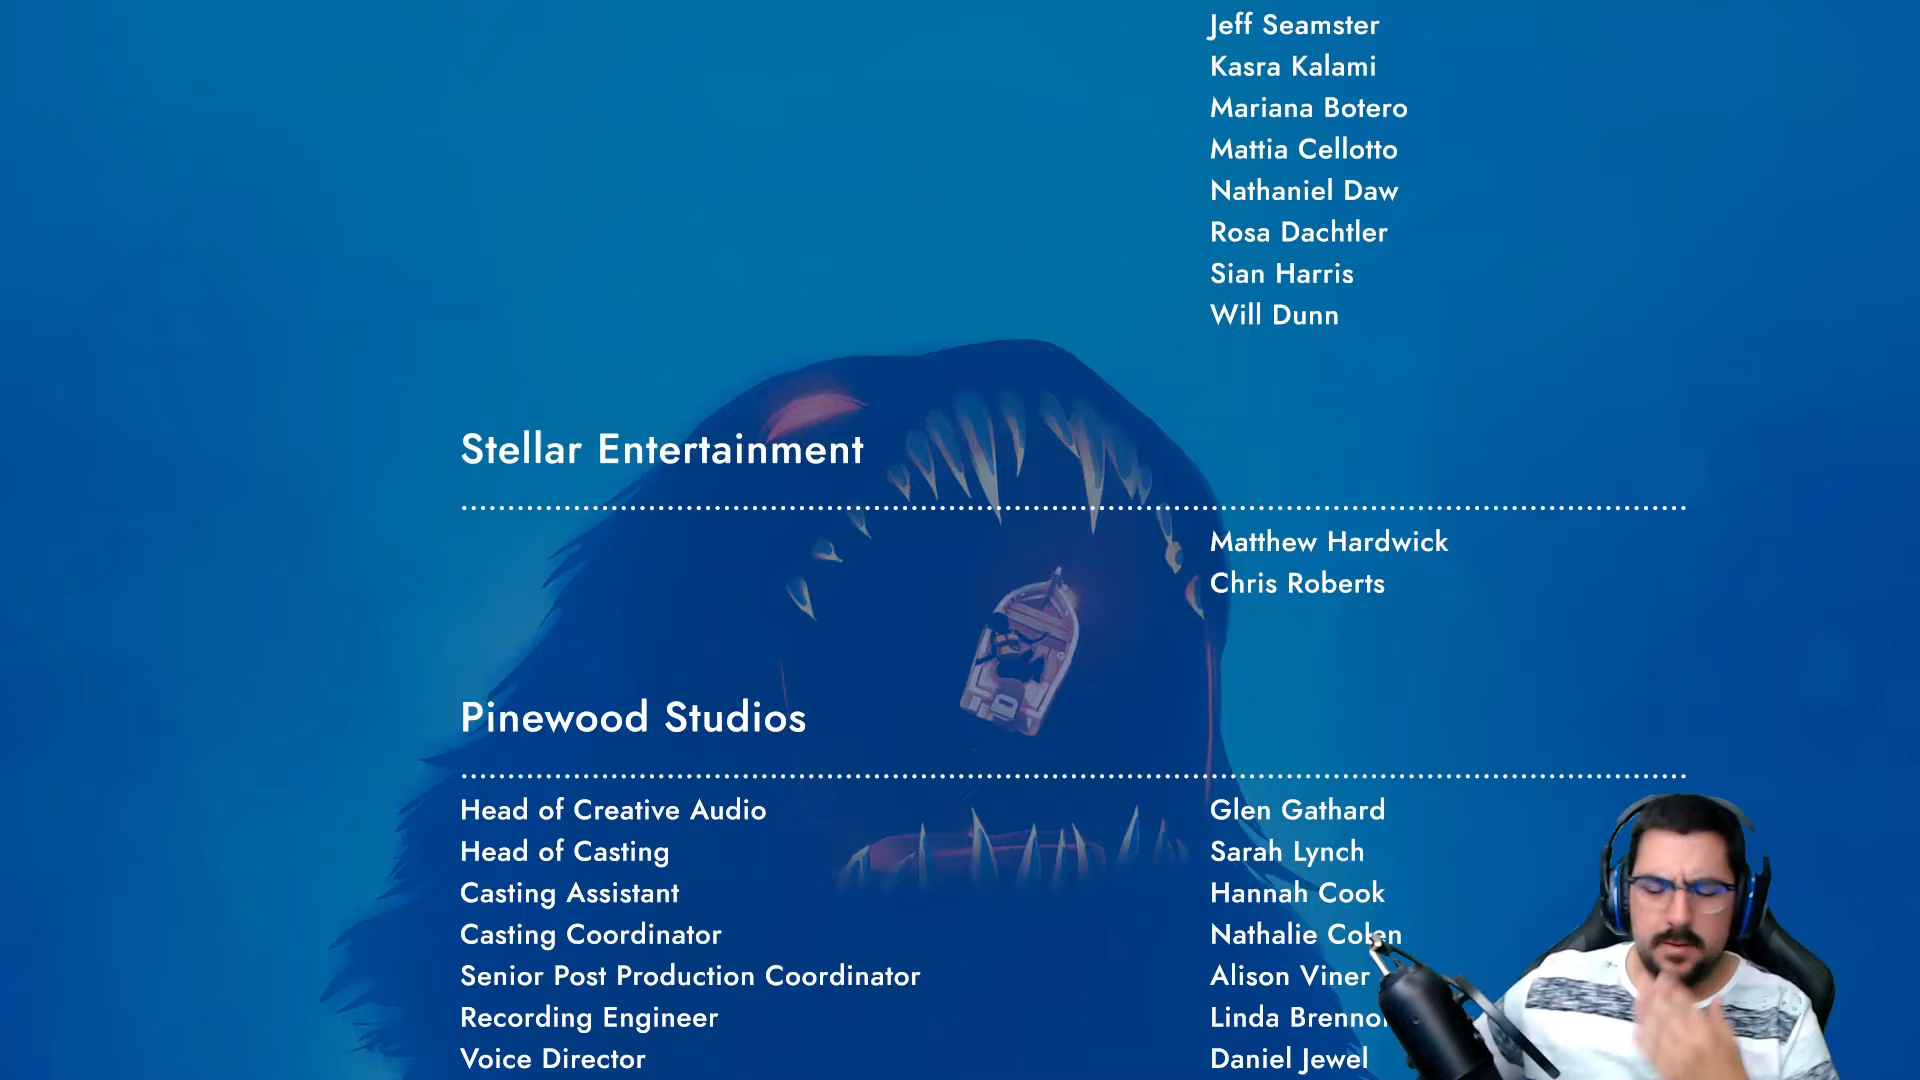 Jeff Seamster
Kasra Kalami
Mariana Botero
Mattia Cellotto
Nathaniel Daw
Rosa Dachtler
Sian Harris
Will Dunn
Stellar Entertainment
Matthew Hardwick
Chris Roberts
Pinewood Studios
Head of Creative Audio Glen Gathard
Head of Casting Sarah Lynch
Casting Assistant Hannah Cook
Casting Coordinator Nathalie
Senior Post Production Coordinator Alison Viner
Recording Engineer Linda
Voice Director Daniel Jewel